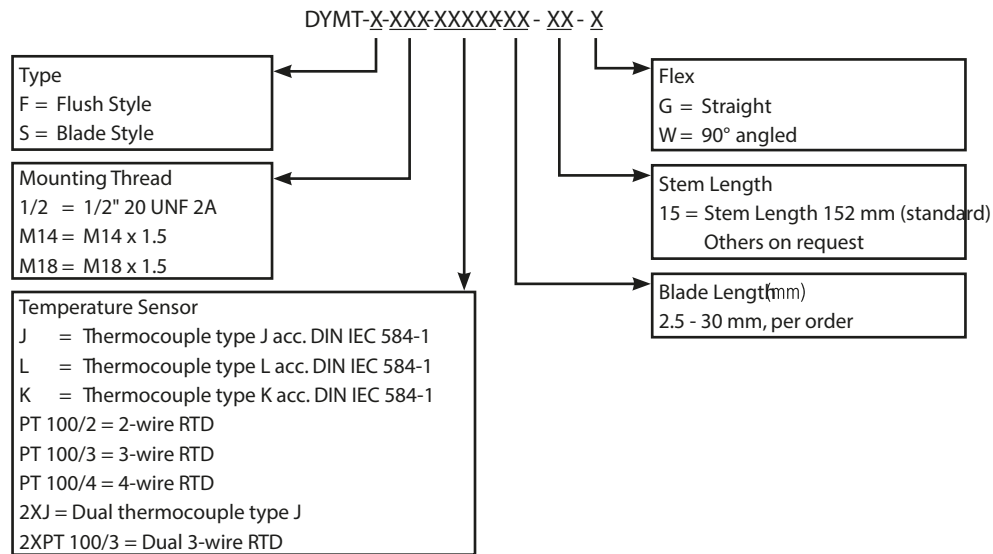 DYMT-X-XXX-XXXXX-XX - XX - X
Type
F = Flush Style
S = Blade Style
Mounting Thread
1/2 = 1/2" 20 UNF 2A
M14 = M14 x 1.5
M18 = M18 x 1.5
Temperature Sensor
J = Thermocouple type J acc. DIN IEC 584-1
L = Thermocouple type L acc. DIN IEC 584-1
K = Thermocouple type K acc. DIN IEC 584-1
PT 100/2 = 2-wire RTD
PT 100/3 = 3-wire RTD
PT 100/4 = 4-wire RTD
2XJ = Dual thermocouple type J
2XPT 100/3 = Dual 3-wire RTD
Flex
G = Straight
W = 90° angled
Stem Length
15 = Stem Length 152 mm (standard)
Others on request
Blade Length (mm)
2.5 - 30 mm, per order